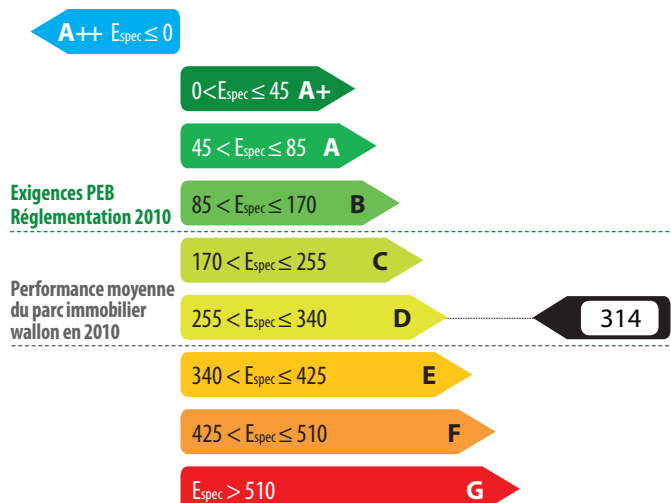 A++ Espec ≤ 0
0<Espec ≤ 45 A+
45 < Espec ≤ 85 A
Exigences PEB
Réglementation 2010
85 < Espec ≤ 170 B
170 < Espec ≤ 255 C
Performance moyenne
du parc immobilier
wallon en 2010
255 < Espec ≤ 340 D
314
340 < Espec ≤ 425 E
425 < Espec ≤ 510 F
Espec > 510 G